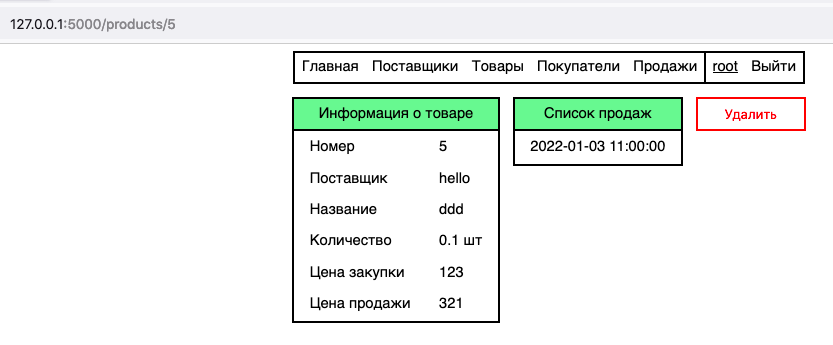 127.0.0.1:5000/products/5
Главная Поставщики Товары Покупатели Продажи root Выйти
Информация о товаре
Номер 5
Поставщик hello
Название ddd
Количество 0.1 шт
Цена закупки 123
Цена продажи 321
Список продаж
2022-01-03 11:00:00
Удалить